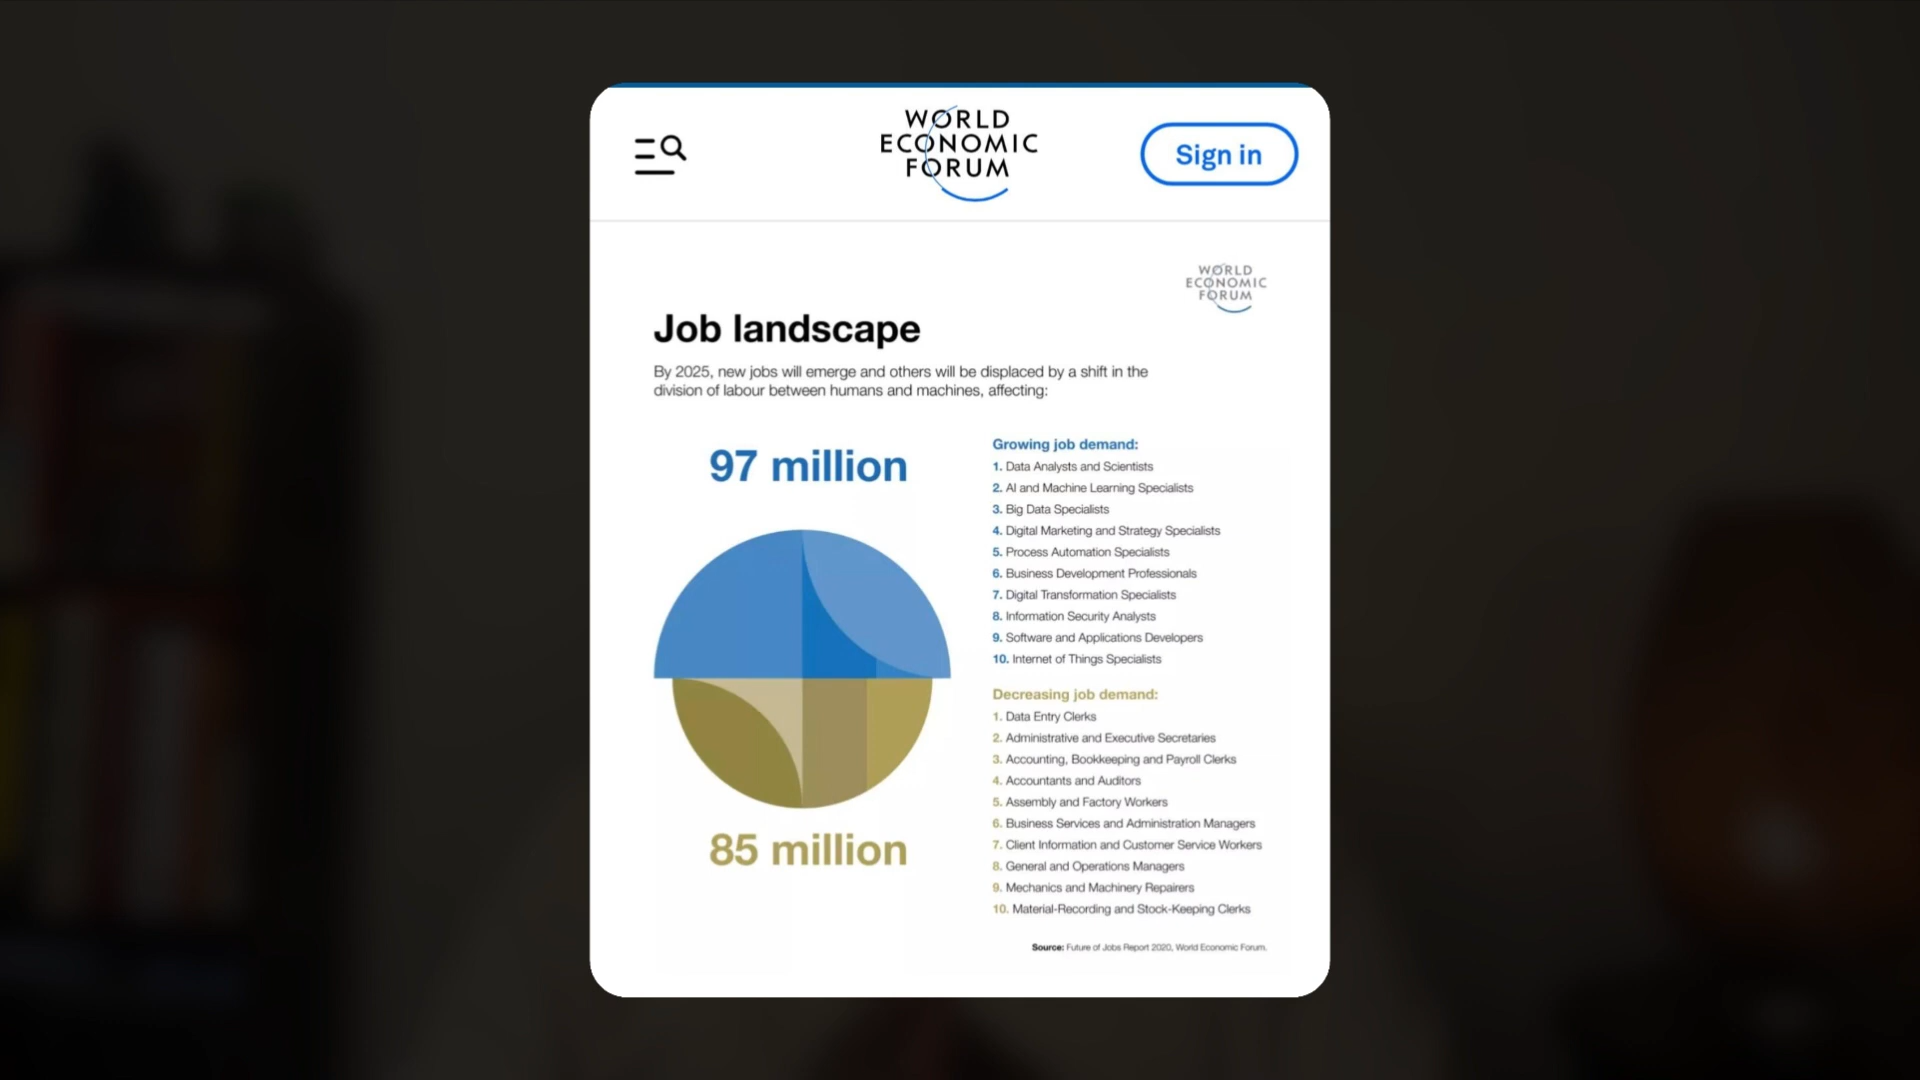 WORLD
ECONOMIC
FORUM
Sign in
WORLD
ECONOMIC
FORUM
Job landscape
By 2025, new jobs will emerge and others will be displaced by a shift in the
division of labour between humans and machines, affecting:
97 million
85 million
Growing job demand:
1. Data Analysts and Scientists
2. AI and Machine Learning Specialists
3. Big Data Specialists
4. Digital Marketing and Strategy Specialists
5. Process Automation Specialists
6. Business Development Professionals
7. Digital Transformation Specialists
8. Information Security Analysts
9. Software and Applications Developers
10. Internet of Things Specialists
Decreasing job demand:
1. Data Entry Clerks
2. Administrative and Executive Secretaries
3. Accounting, Bookkeeping and Payroll Clerks
4. Accountants and Auditors
5. Assembly and Factory Workers
6. Business Services and Administration Managers
7. Client Information and Customer Service Workers
8. General and Operations Managers
9. Mechanics and Machinery Repairers
10. Material-Recording and Stock-Keeping Clerks
Source: Future of Jobs Report 2020, World Economic Forum.